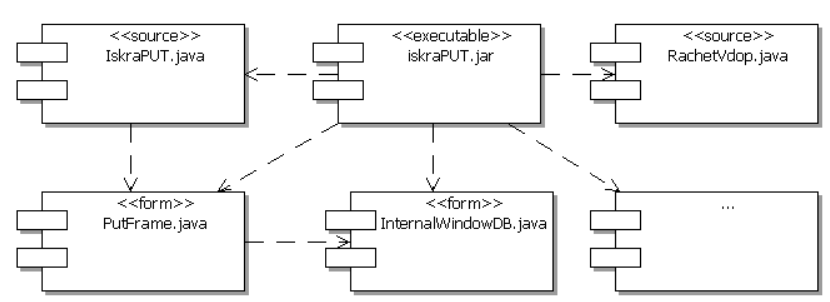 <<source>>
IskraPUT.java
<<executable>>
iskraPUT.jar
<<source>>
RachetVdop.java
<<form>>
PutFrame.java
<<form>>
InternalWindowDB.java
...